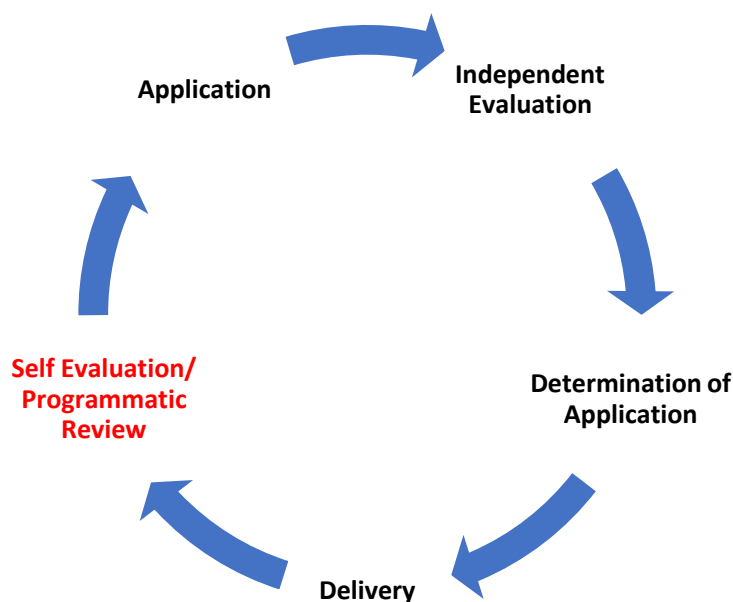 Application
Independent
Evaluation
Determination of
Application
Delivery
Self Evaluation/
Programmatic
Review